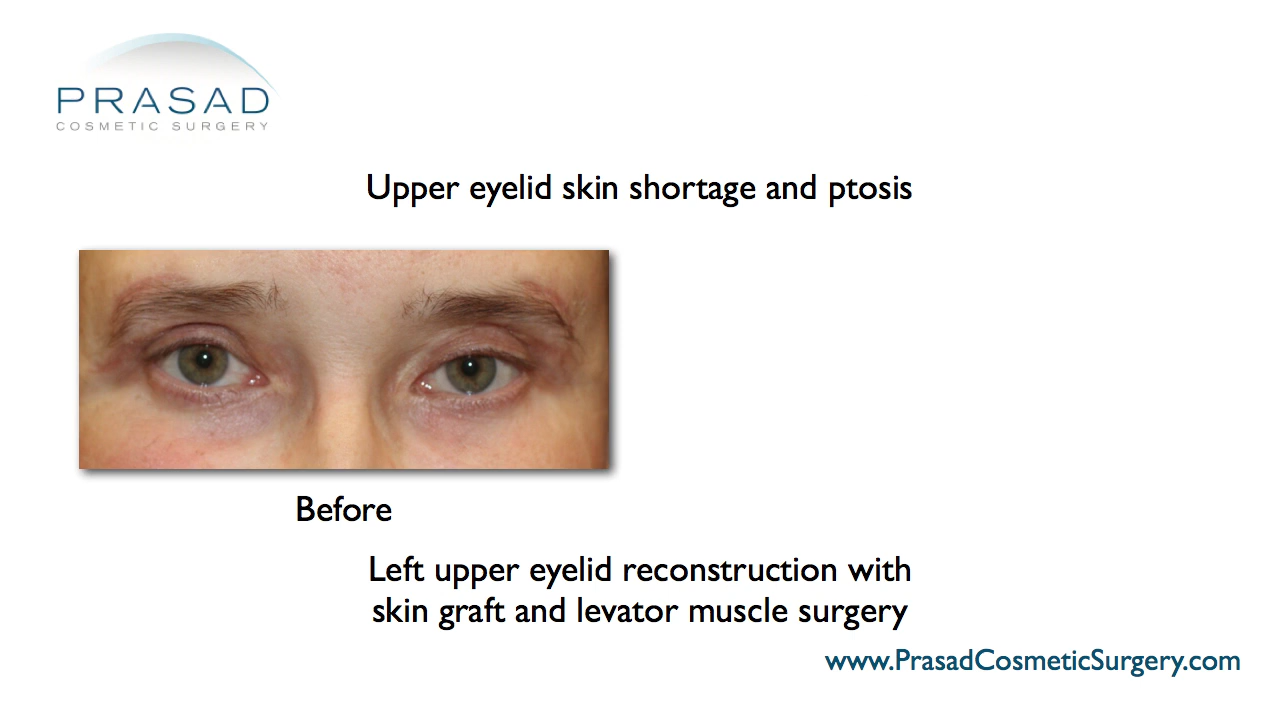 PRASAD
COSMETIC SURGERY
Upper eyelid skin shortage and ptosis
Before
Left upper eyelid reconstruction with
skin graft and levator muscle surgery
www.PrasadCosmeticSurgery.com